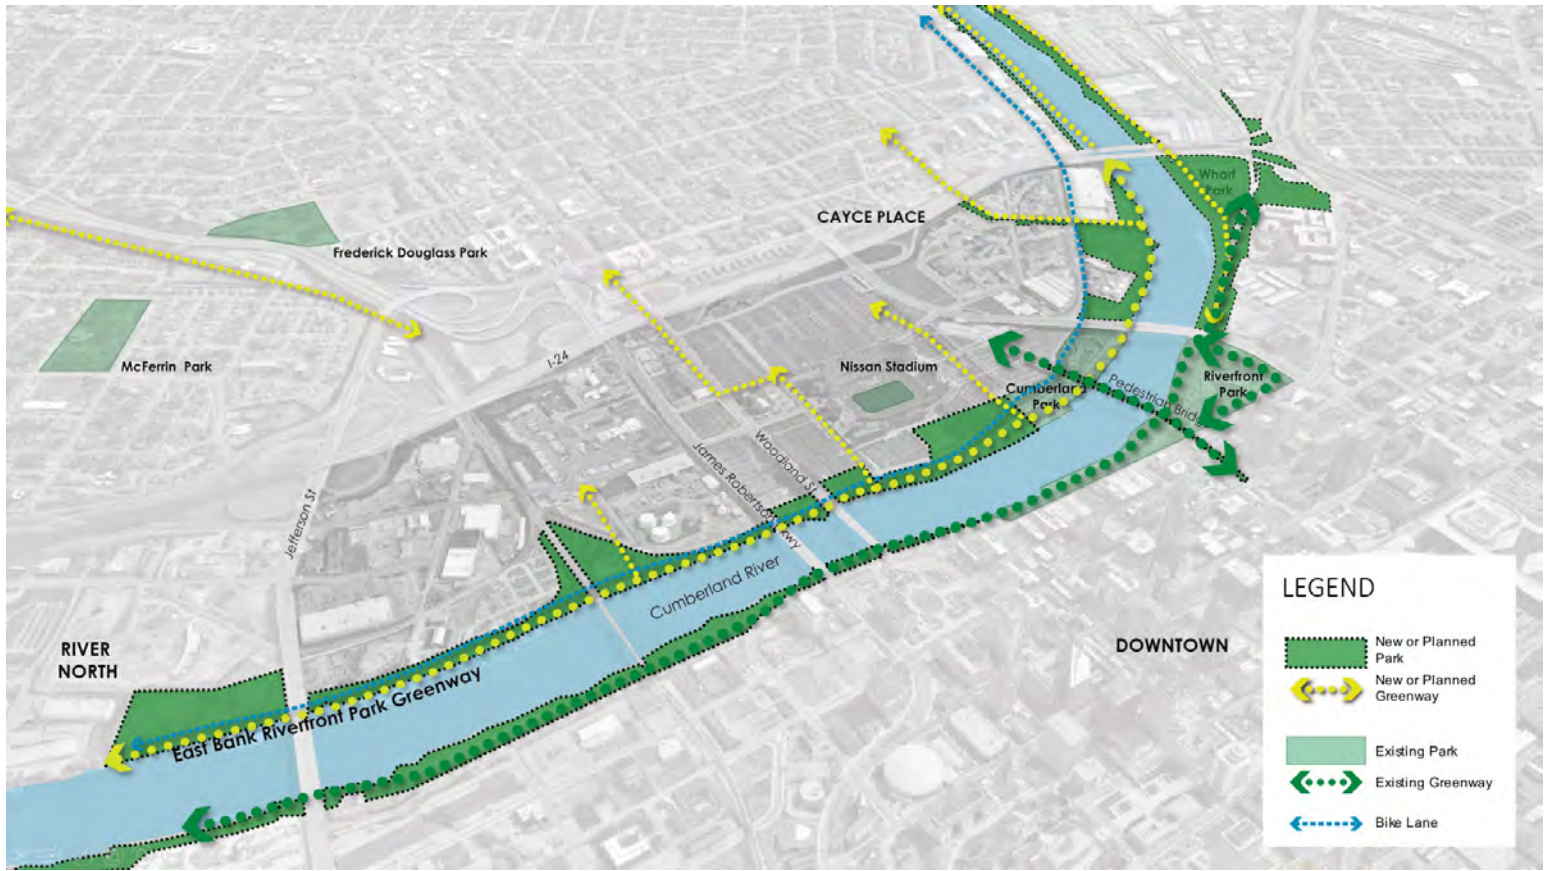 Wharf
Park
CAYCE PLACE
Frederick Douglass Park
McFerrin Park
I-24
Nissan Stadium
Cumberland
Park
Pedestrian Bridge
Riverfront
Park
Woodland St
James Robertson Pkwy
Jefferson St
Cumberland River
RIVER
NORTH
East Bank Riverfront Park Greenway
DOWNTOWN
LEGEND
New or Planned
Park
New or Planned
Greenway
Existing Park
Existing Greenway
Bike Lane